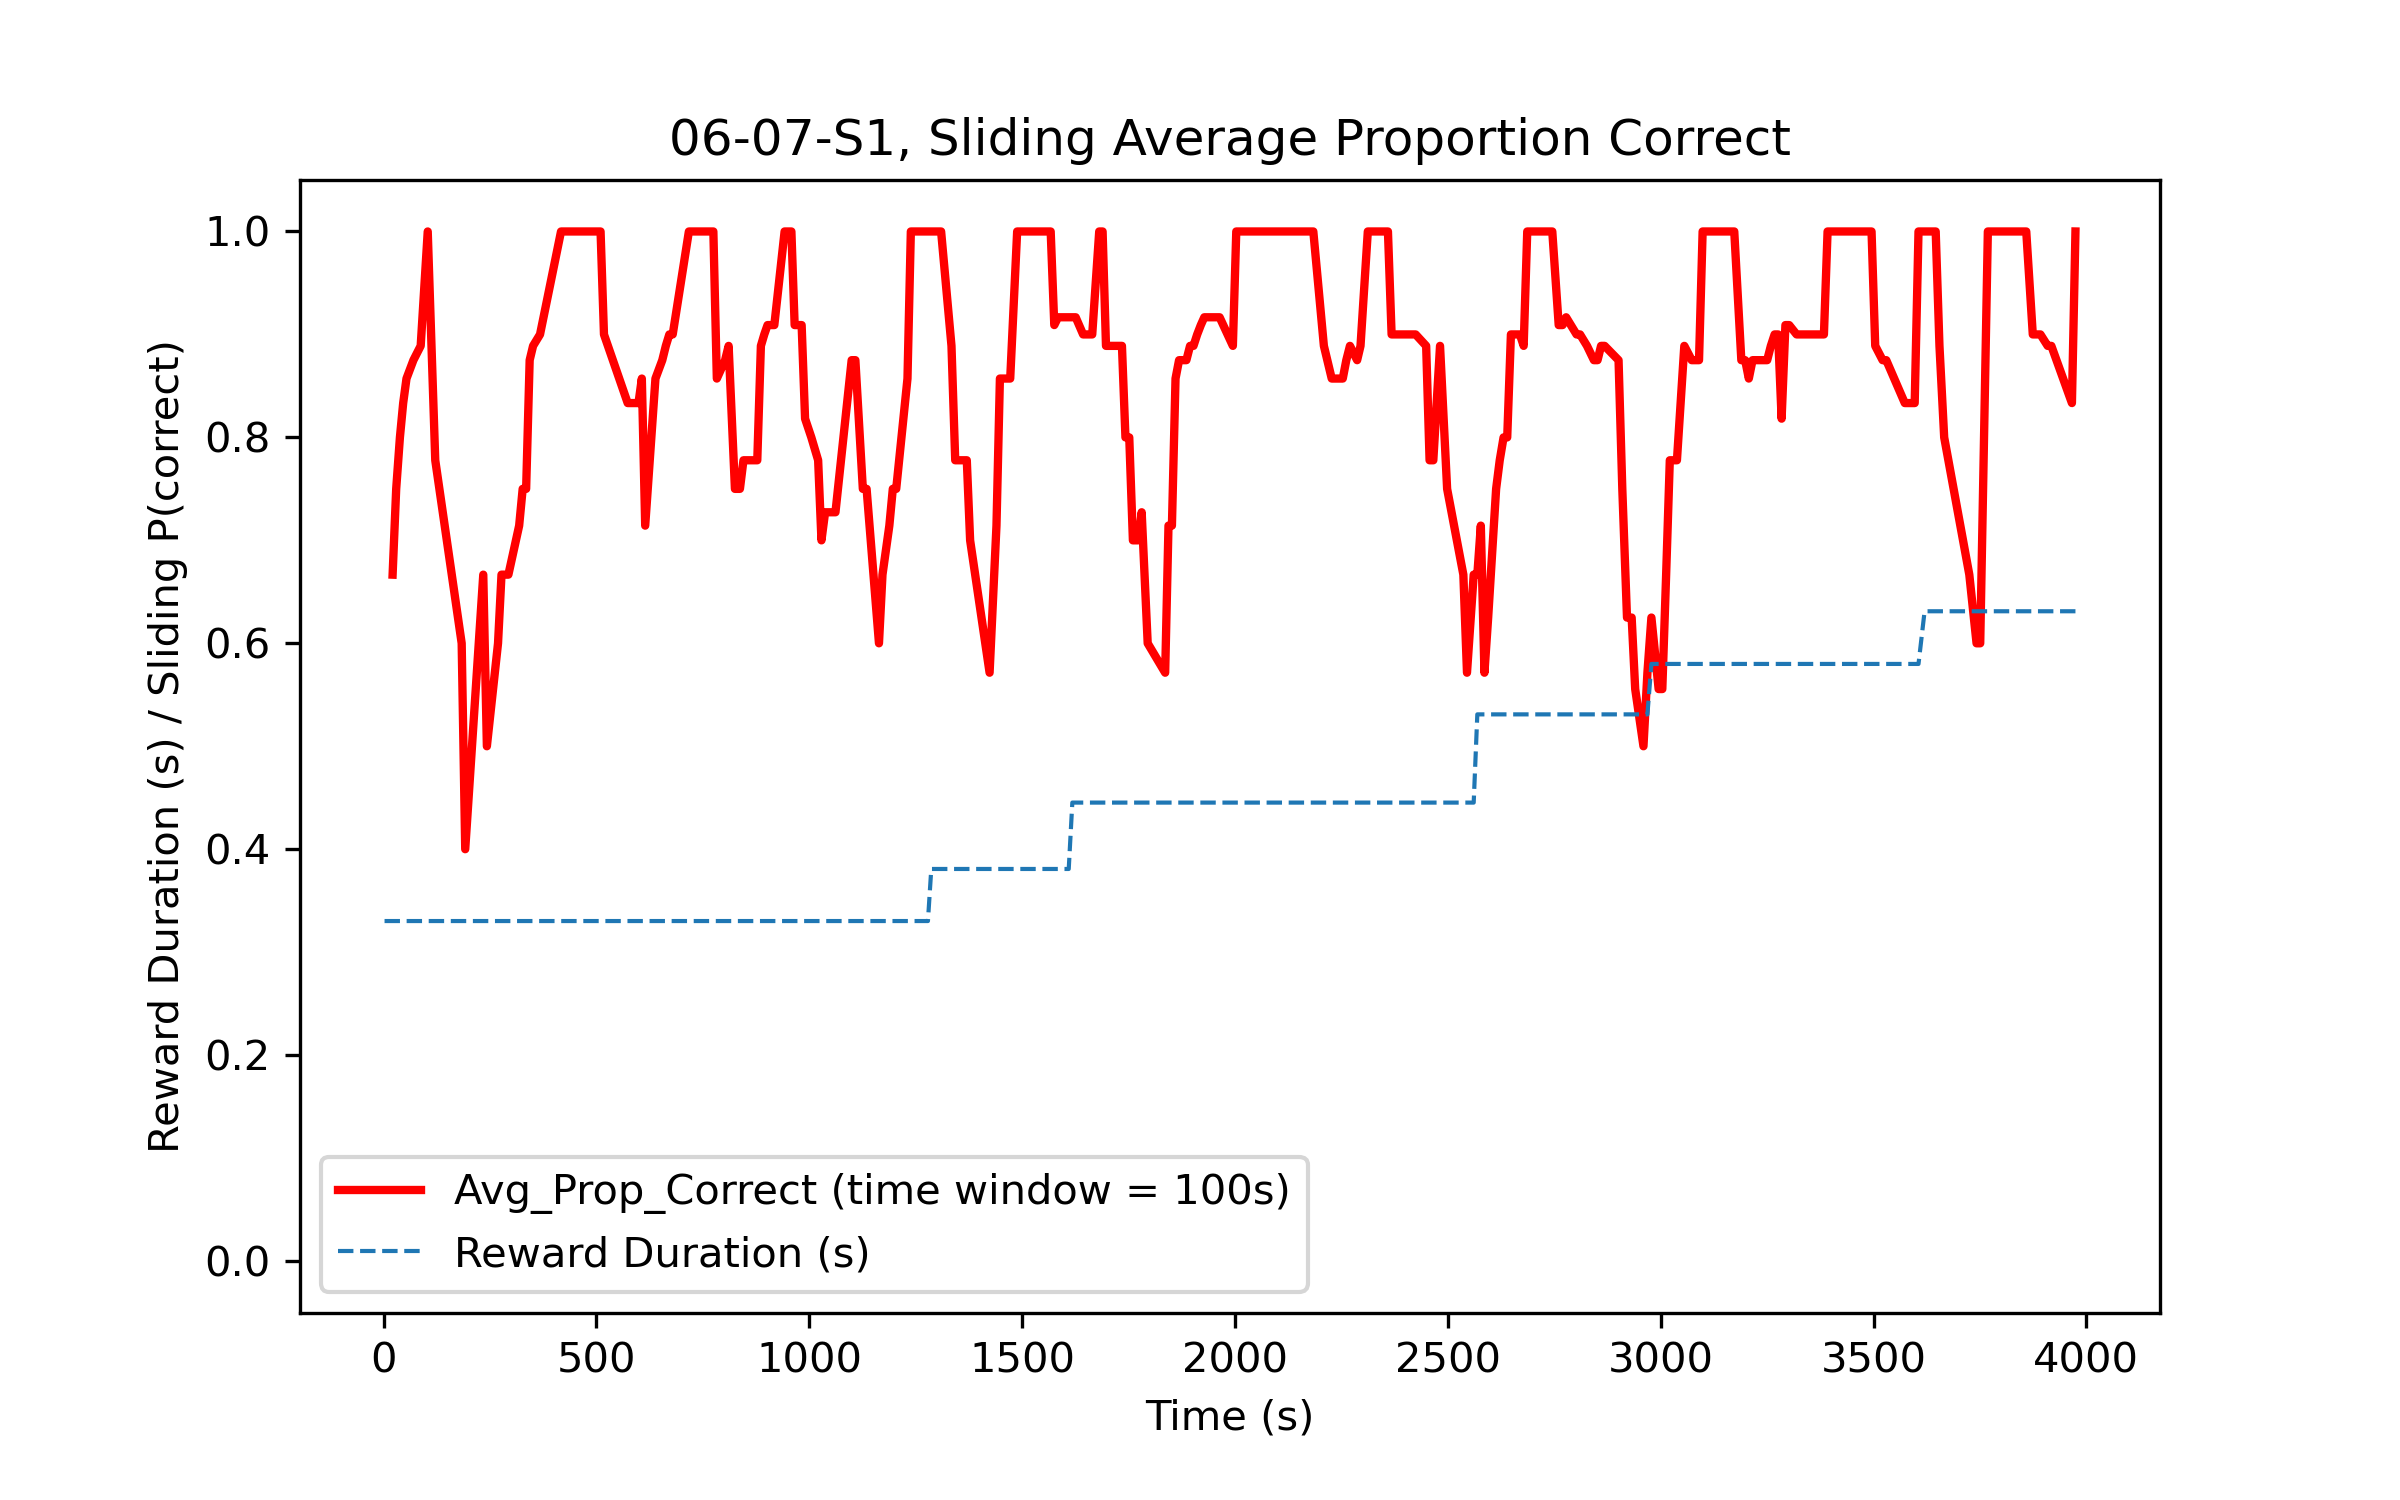 06-07-S1, Sliding Average Proportion Correct
Reward Duration (s) / Sliding P(correct)
1.0
0.8
0.6
0.4
0.2
0.0
Avg_Prop_Correct (time window = 100s)
Reward Duration (s)
0 500 1000 1500 2000 2500 3000 3500 4000
Time (s)